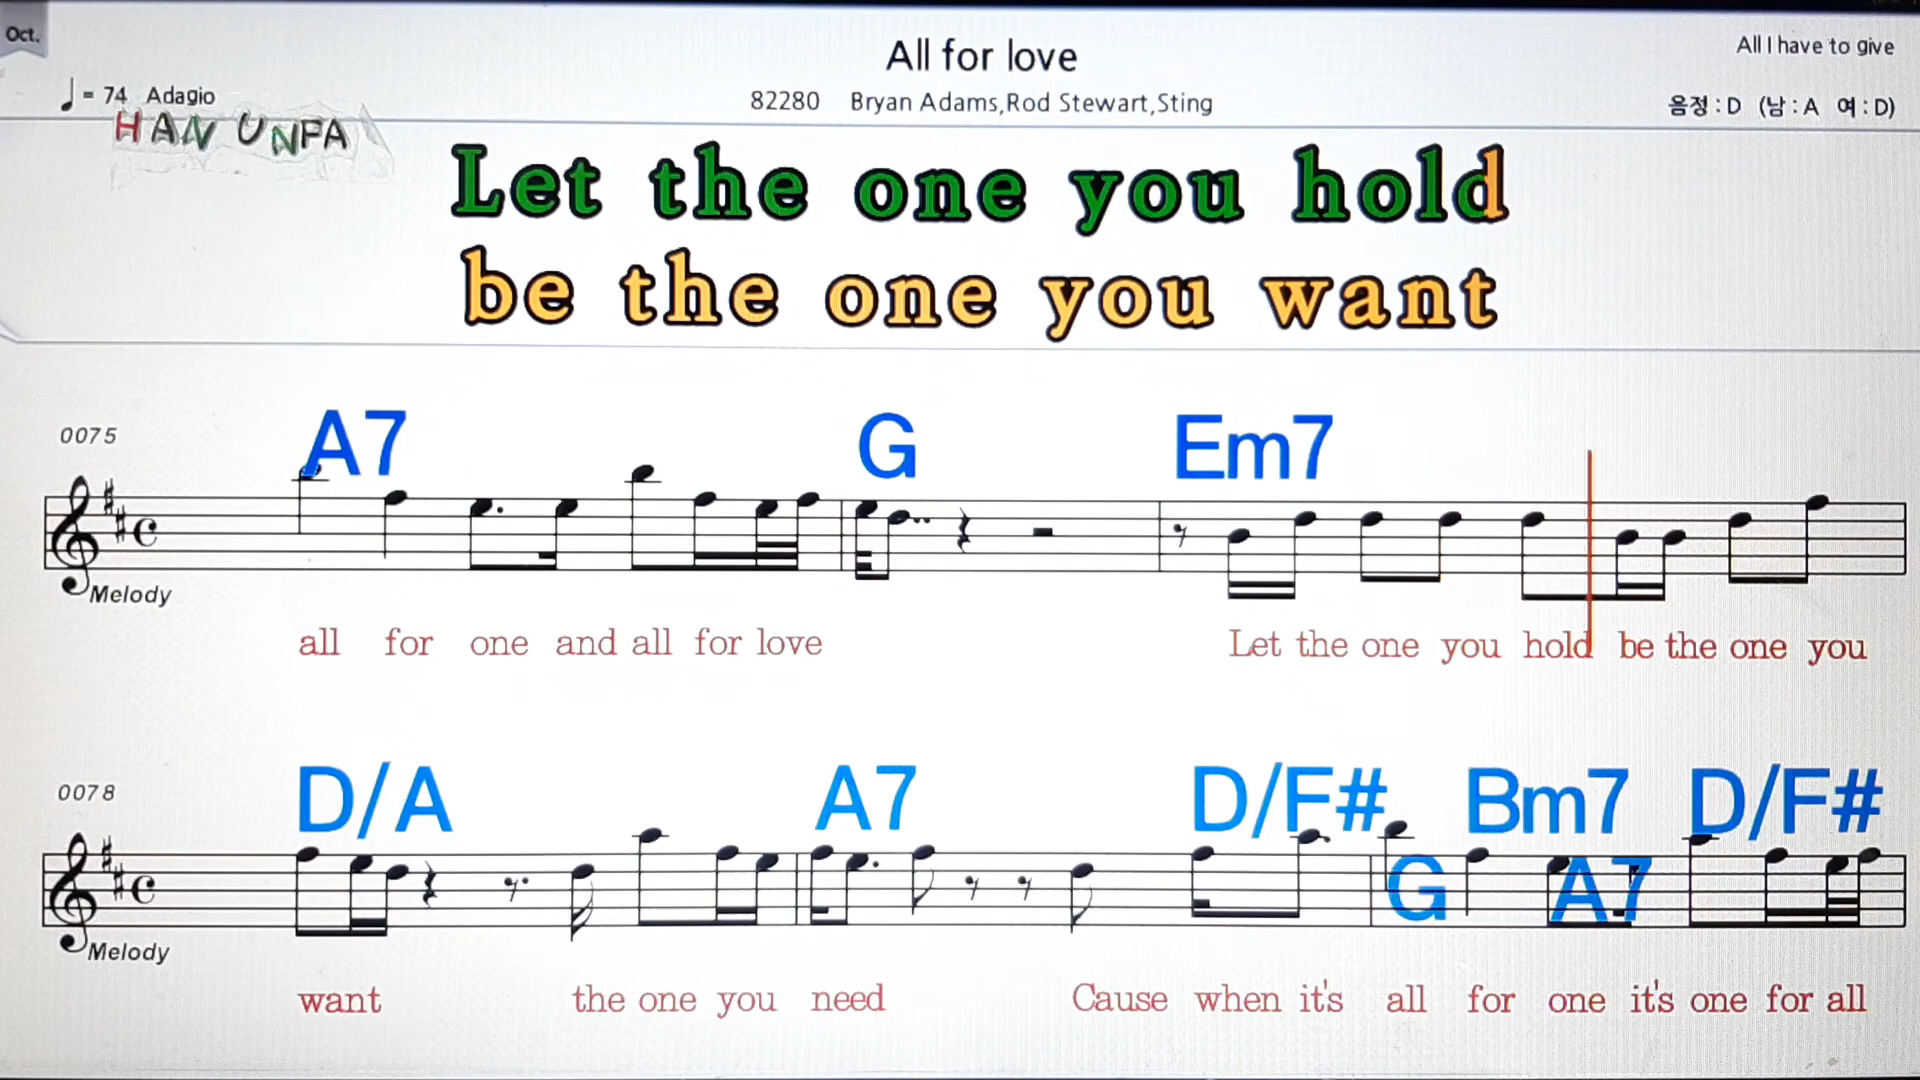 Oct.
All for love
All I have to give
♩= 74 Adagio
82280 Bryan Adams,Rod Stewart,Sting
음정 : D (남 : A 여 : D)
HAN UNPA
Let the one you hold
be the one you want
0075
A7 G Em7
Melody
all for one and all for love Let the one you hold be the one you
0078
D/A A7 D/F# Bm7 D/F#
G A7
Melody
want the one you need Cause when it's all for one it's one for all